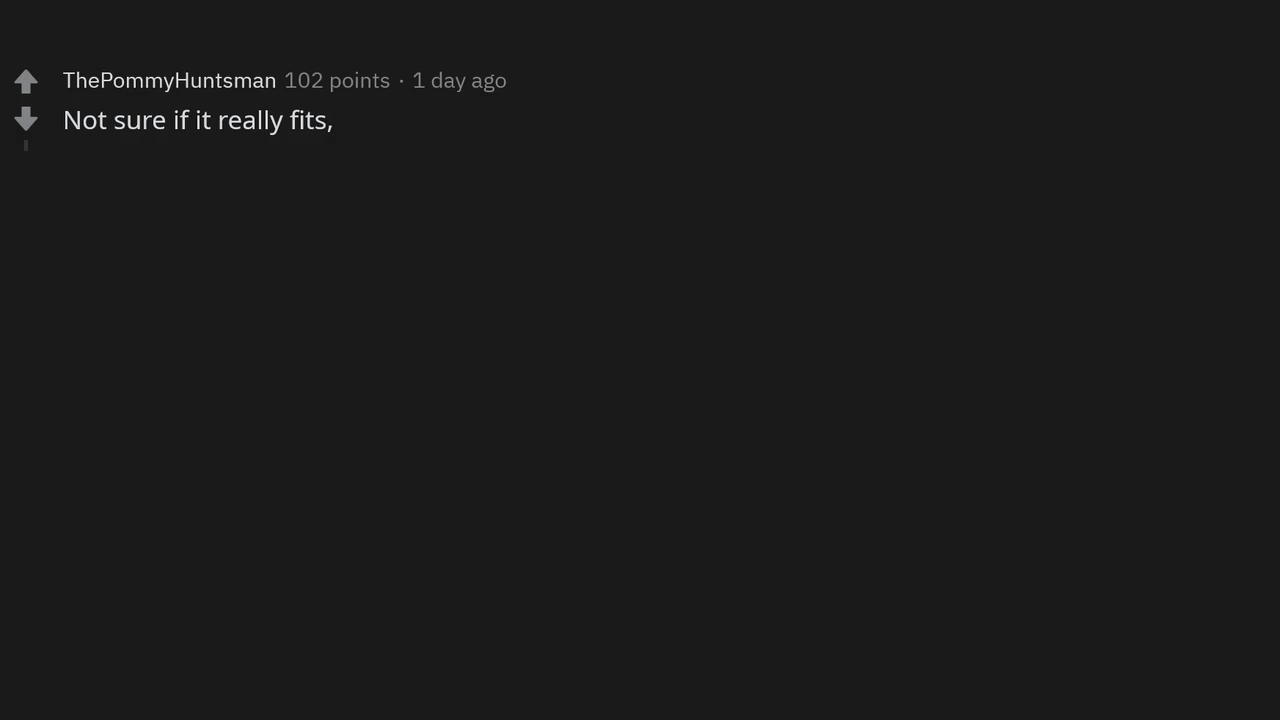 ThePommyHuntsman 102 points · 1 day ago
Not sure if it really fits,